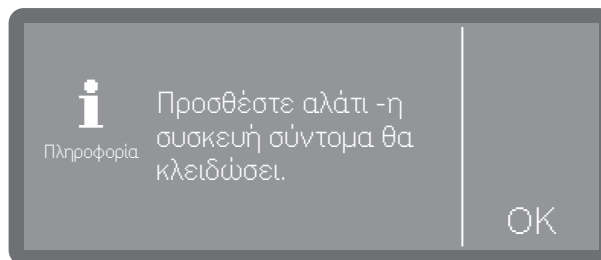 Πληροφορία
Προσθέστε αλάτι -η
συσκευή σύντομα θα
κλειδώσει.
OK